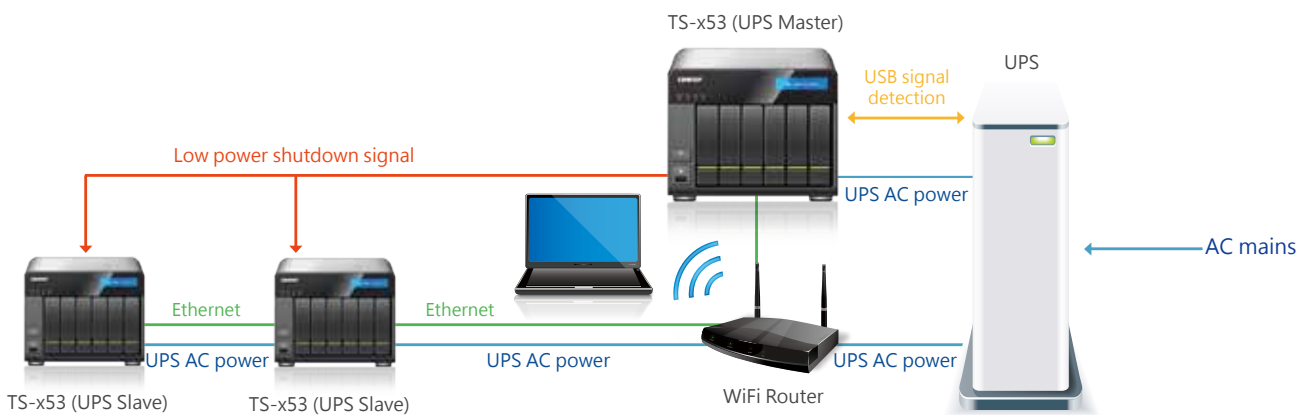 TS-x53 (UPS Master)
UPS
USB signal
detection
Low power shutdown signal
UPS AC power
AC mains
Ethernet
Ethernet
UPS AC power
UPS AC power
UPS AC power
TS-x53 (UPS Slave)
TS-x53 (UPS Slave)
WiFi Router